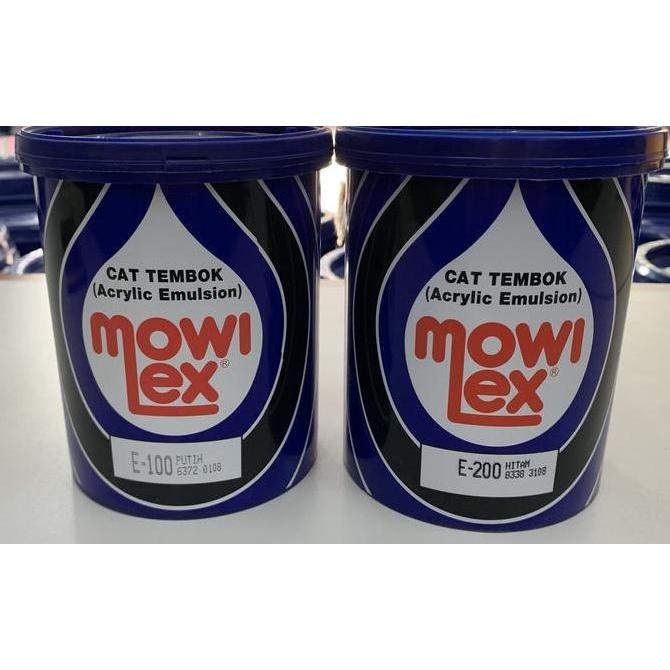 CAT TEMBOK
(Acrylic Emulsion)
mowi
Lex®
E-100 PUTIH
6372 0108
CAT TEMBOK
(Acrylic Emulsion)
mowi
Lex®
E-200 HITAM
8338 3108